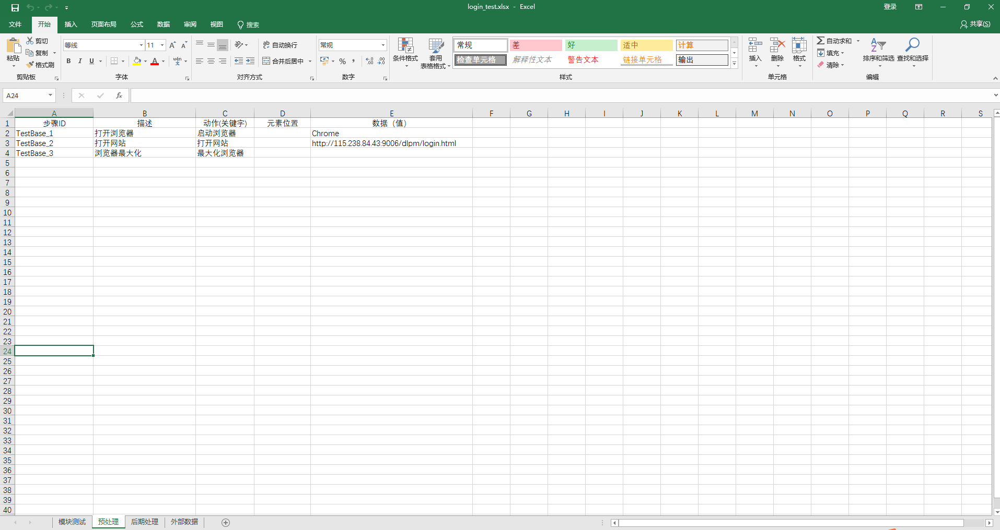 login_test.xlsx - Excel
登录
文件 开始 插入 页面布局 公式 数据 审阅 视图 搜索 共享(S)
粘贴 剪切 复制 格式刷 剪贴板
等线 11 A A
B I U A wén 文 字体
ab 自动换行
合并后居中 对齐方式
常规
% , .00 .00 数字
条件格式 套用 表格格式
常规 差 好 适中 计算
检查单元格 解释性文本 警告文本 链接单元格 输出
样式
插入 删除 格式 单元格
自动求和 填充 清除 排序和筛选 查找和选择 编辑
A24 fx
A B C D E F G H I J K L M N O P Q R S
1 步骤ID 描述 动作(关键字) 元素位置 数据（值）
2 TestBase_1 打开浏览器 启动浏览器 Chrome
3 TestBase_2 打开网站 打开网站 http://115.238.84.43:9006/dlpm/login.html
4 TestBase_3 浏览器最大化 最大化浏览器
5
6
7
8
9
10
11
12
13
14
15
16
17
18
19
20
21
22
23
24
25
26
27
28
29
30
31
32
33
34
35
36
37
38
39
40
模块测试 预处理 后期处理 外部数据